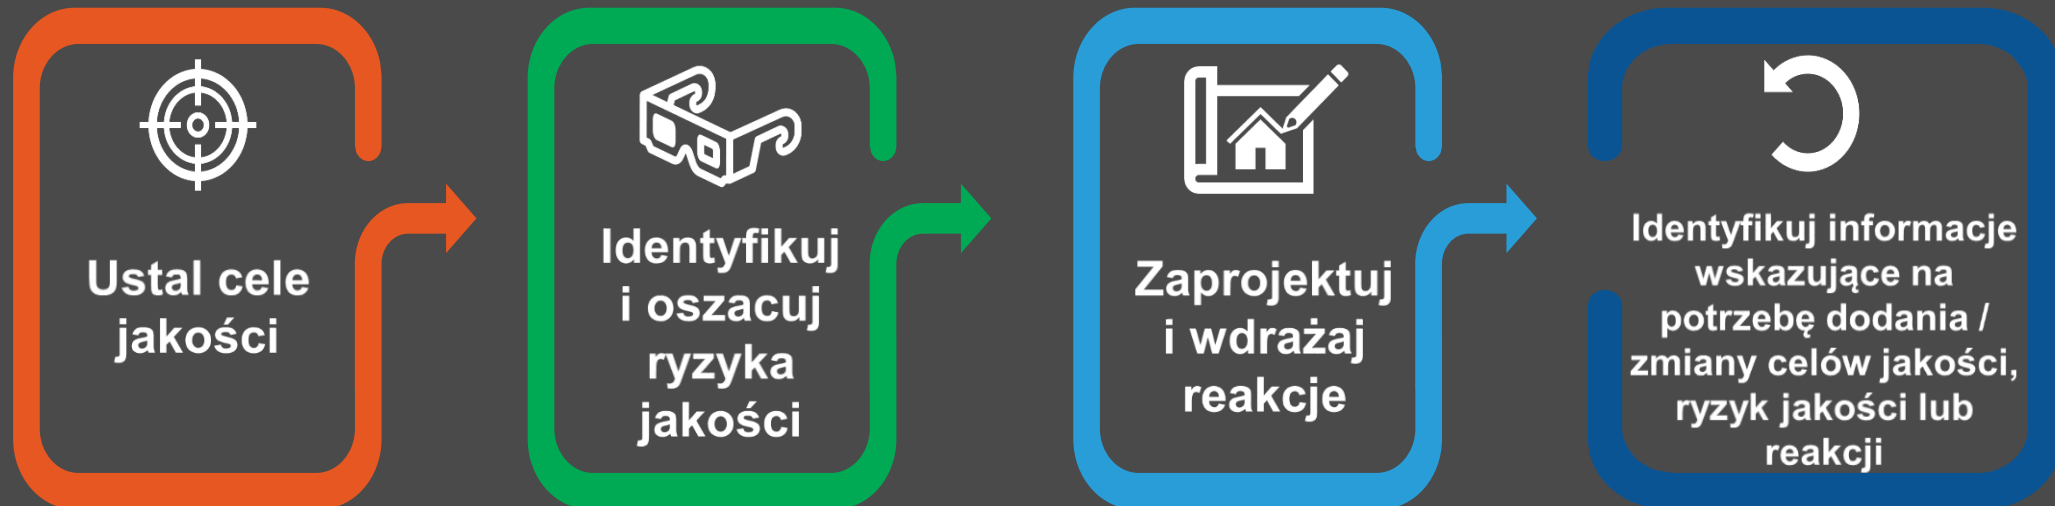 Ustal cele
jakości
Identyfikuj
i oszacuj
ryzyka
jakości
Zaprojektuj
i wdrażaj
reakcje
Identyfikuj informacje
wskazujące na
potrzebę dodania /
zmiany celów jakości,
ryzyk jakości lub
reakcji